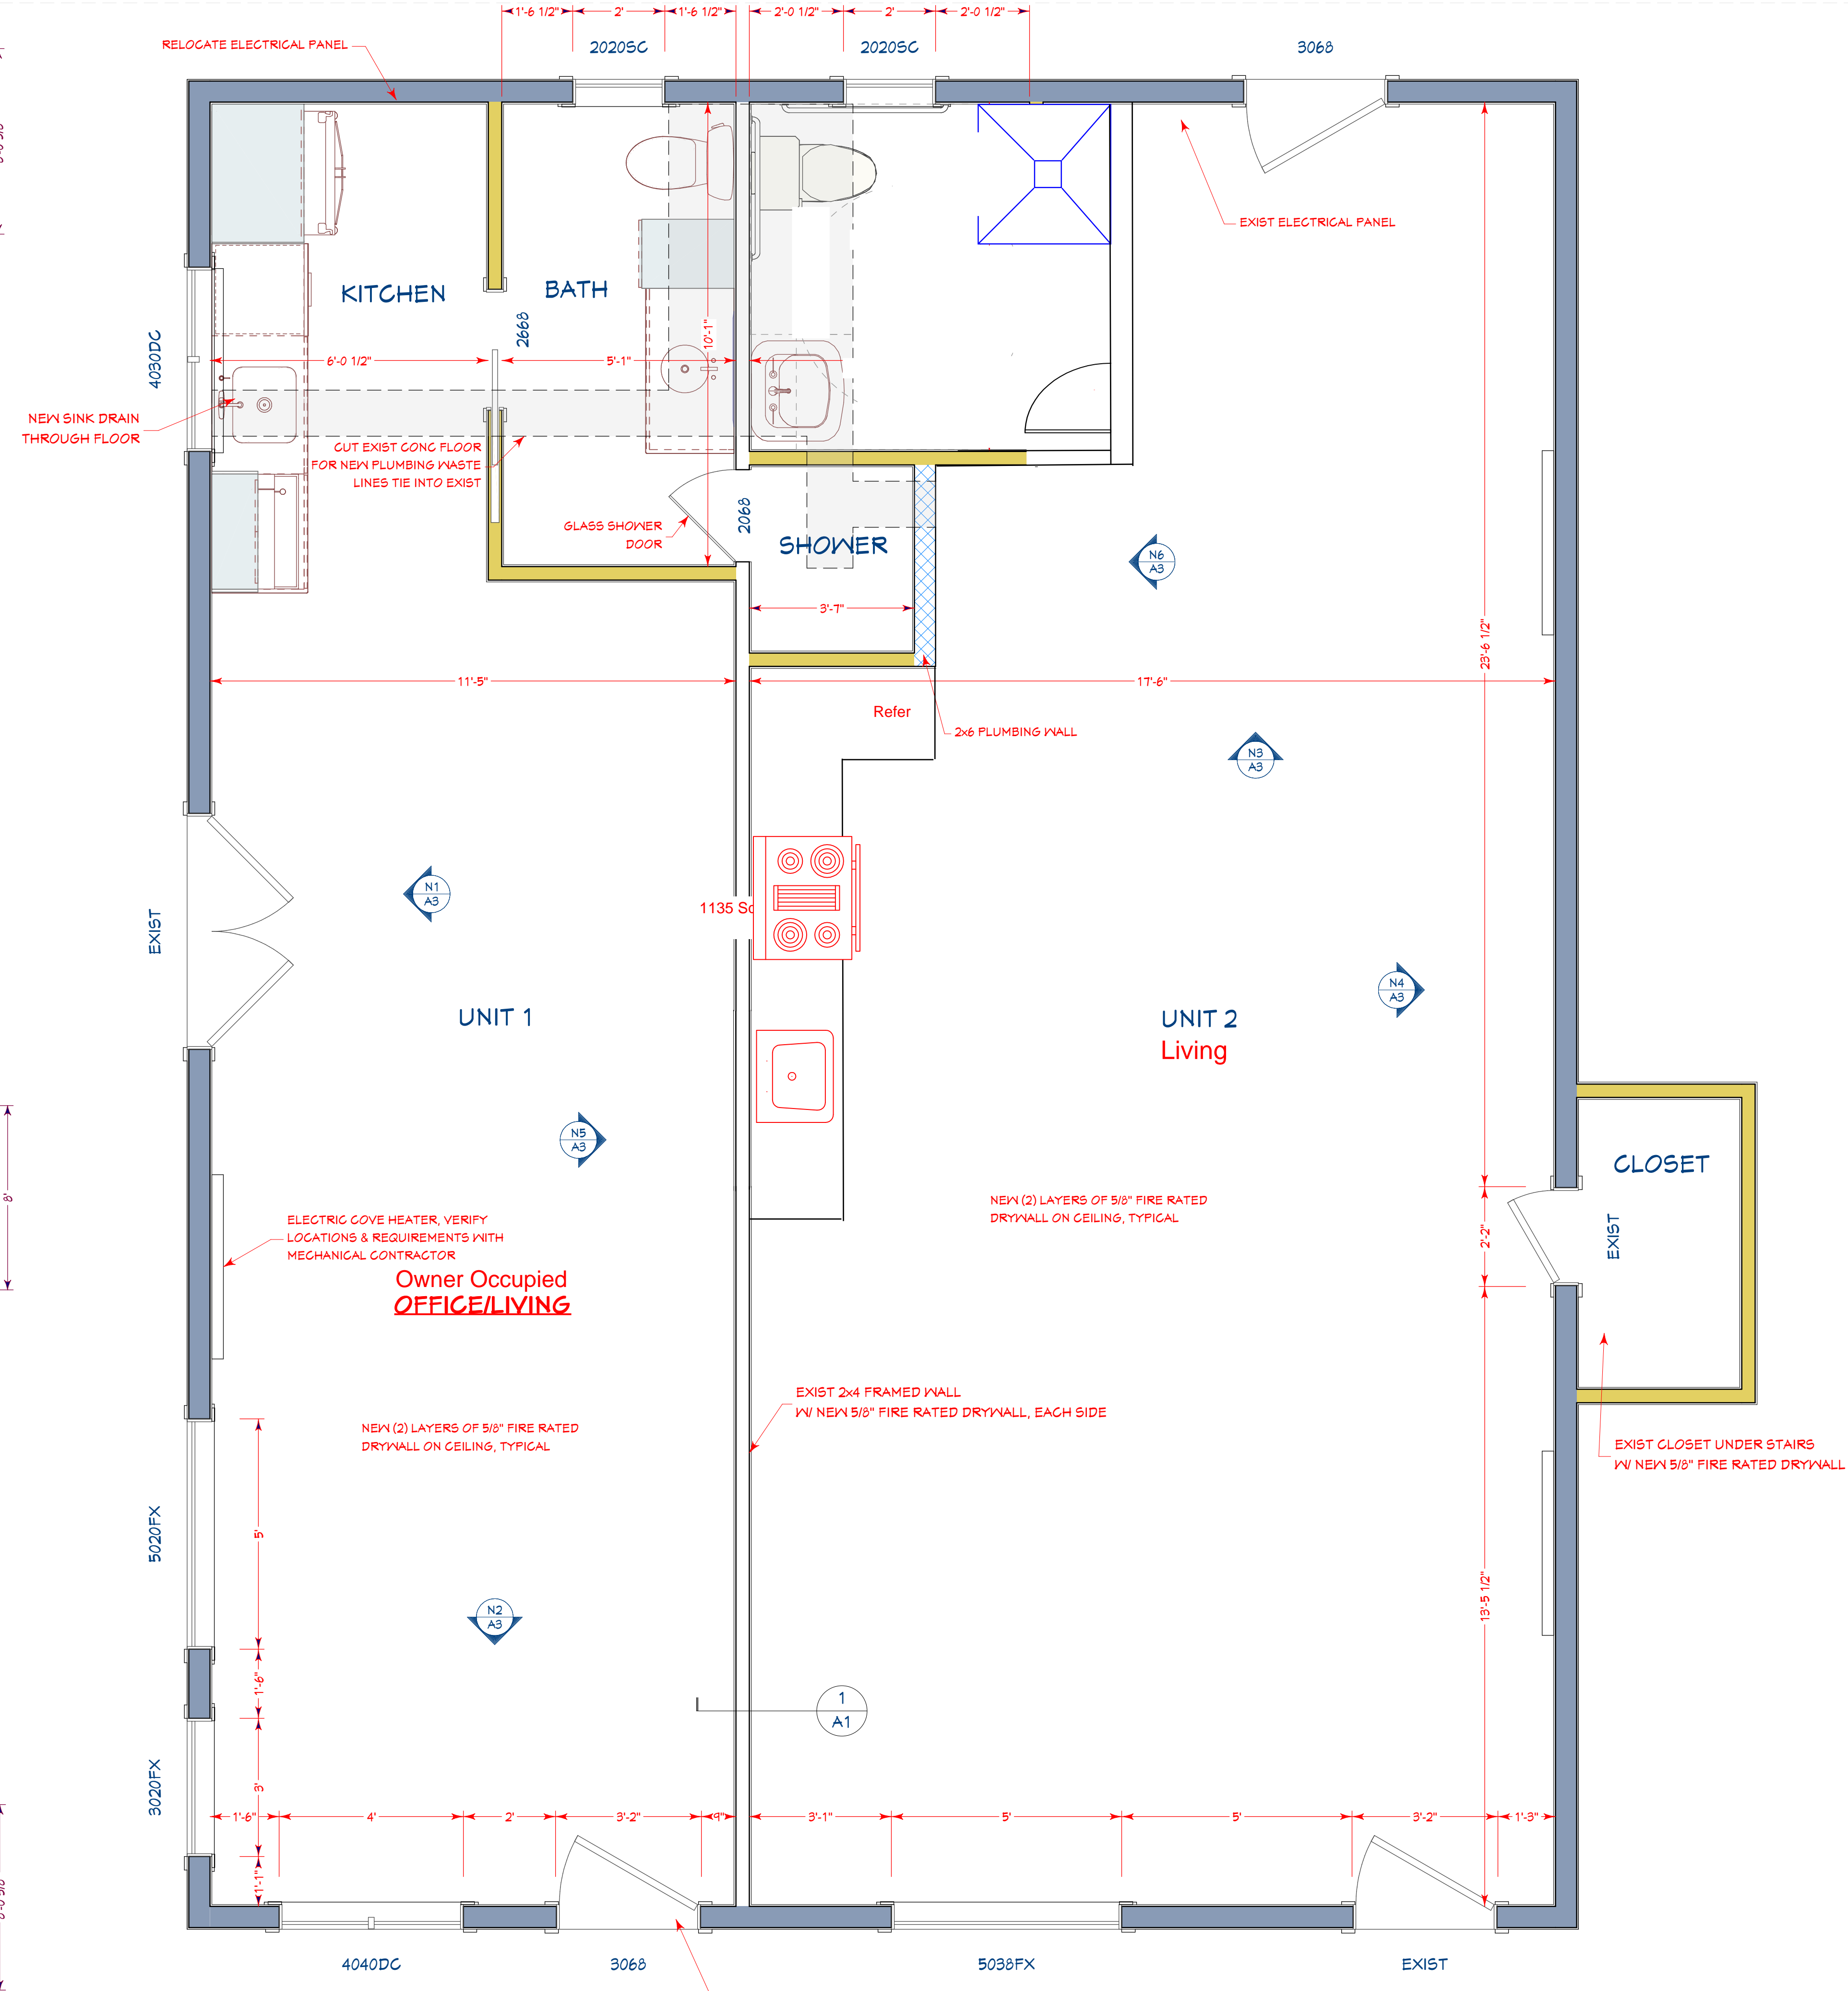 1'-6 1/2" 2' 1'-6 1/2" 2'-0 1/2" 2' 2'-0 1/2"
RELOCATE ELECTRICAL PANEL
2020SC
2020SC
3068
EXIST ELECTRICAL PANEL
KITCHEN
BATH
2668
10'-1"
4030DC
6'-0 1/2"
5'-1"
NEW SINK DRAIN
THROUGH FLOOR
CUT EXIST CONC FLOOR
FOR NEW PLUMBING WASTE
LINES TIE INTO EXIST
GLASS SHOWER
DOOR
2068
SHOWER
3'-7"
N6
A3
23'-6 1/2"
11'-5"
17'-6"
Refer
2x6 PLUMBING WALL
N3
A3
N1
A3
1135 Sq
EXIST
N4
A3
UNIT 1
UNIT 2
Living
N5
A3
CLOSET
EXIST
8'
2'-2"
NEW (2) LAYERS OF 5/8" FIRE RATED
DRYWALL ON CEILING, TYPICAL
ELECTRIC COVE HEATER, VERIFY
LOCATIONS & REQUIREMENTS WITH
MECHANICAL CONTRACTOR
Owner Occupied
OFFICE/LIVING
EXIST 2x4 FRAMED WALL
W/ NEW 5/8" FIRE RATED DRYWALL, EACH SIDE
NEW (2) LAYERS OF 5/8" FIRE RATED
DRYWALL ON CEILING, TYPICAL
EXIST CLOSET UNDER STAIRS
W/ NEW 5/8" FIRE RATED DRYWALL
5020FX
5'
13'-5 1/2"
N2
A3
1'-6"
1
A1
3020FX
3'
1'-6" 4' 2' 3'-2" 9" 3'-1" 5' 5' 3'-2" 1'-3"
1'-1"
4040DC
3068
5038FX
EXIST